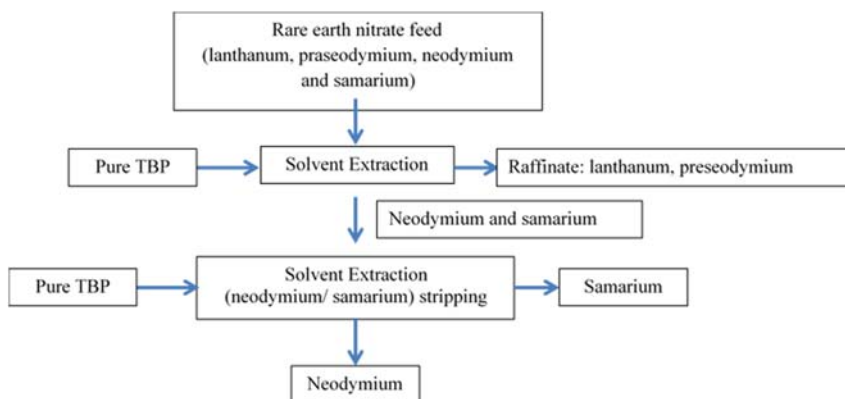 Rare earth nitrate feed
(lanthanum, praseodymium, neodymium
and samarium)
Pure TBP
Solvent Extraction
Raffinate: lanthanum, preseodymium
Neodymium and samarium
Pure TBP
Solvent Extraction
(neodymium/ samarium) stripping
Samarium
Neodymium